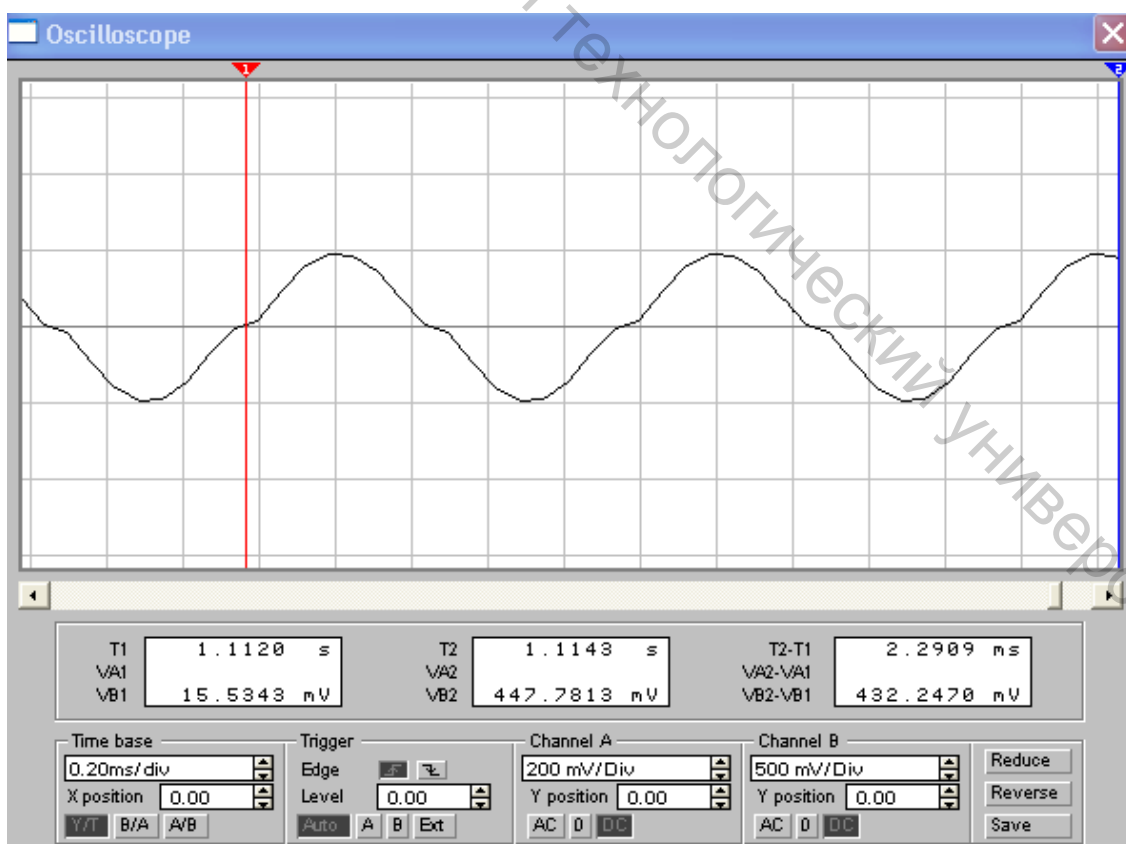 Oscilloscope
технологический универс
1
2
T1 1.1120 s
VA1
VB1 15.5343 mV
T2 1.1143 s
VA2
VB2 447.7813 mV
T2-T1 2.2909 ms
VA2-VA1
VB2-VB1 432.2470 mV
Time base
0.20ms/div
X position 0.00
Y/T B/A A/B
Trigger
Edge
Level 0.00
Auto A B Ext
Channel A
200 mV/Div
Y position 0.00
AC 0 DC
Channel B
500 mV/Div
Y position 0.00
AC 0 DC
Reduce
Reverse
Save